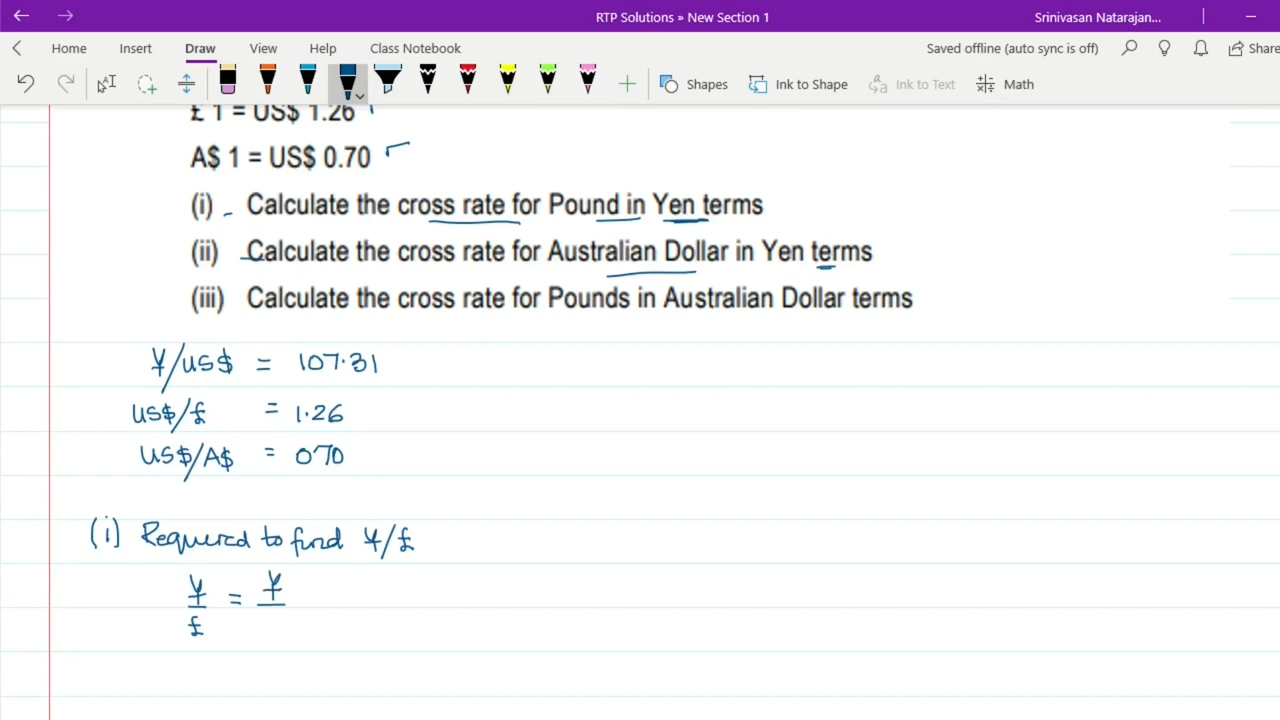 RTP Solutions » New Section 1
Srinivasan Natarajan...
Home Insert Draw View Help Class Notebook
Saved offline (auto sync is off)
Share
Shapes
Ink to Shape
Ink to Text
Math
£ 1 = US$ 1.26
A$ 1 = US$ 0.70
(i) Calculate the cross rate for Pound in Yen terms
(ii) Calculate the cross rate for Australian Dollar in Yen terms
(iii) Calculate the cross rate for Pounds in Australian Dollar terms
¥/US$ = 107.31
US$/£ = 1.26
US$/A$ = 0.70
(i) Required to find ¥/£
¥ = ¥
£